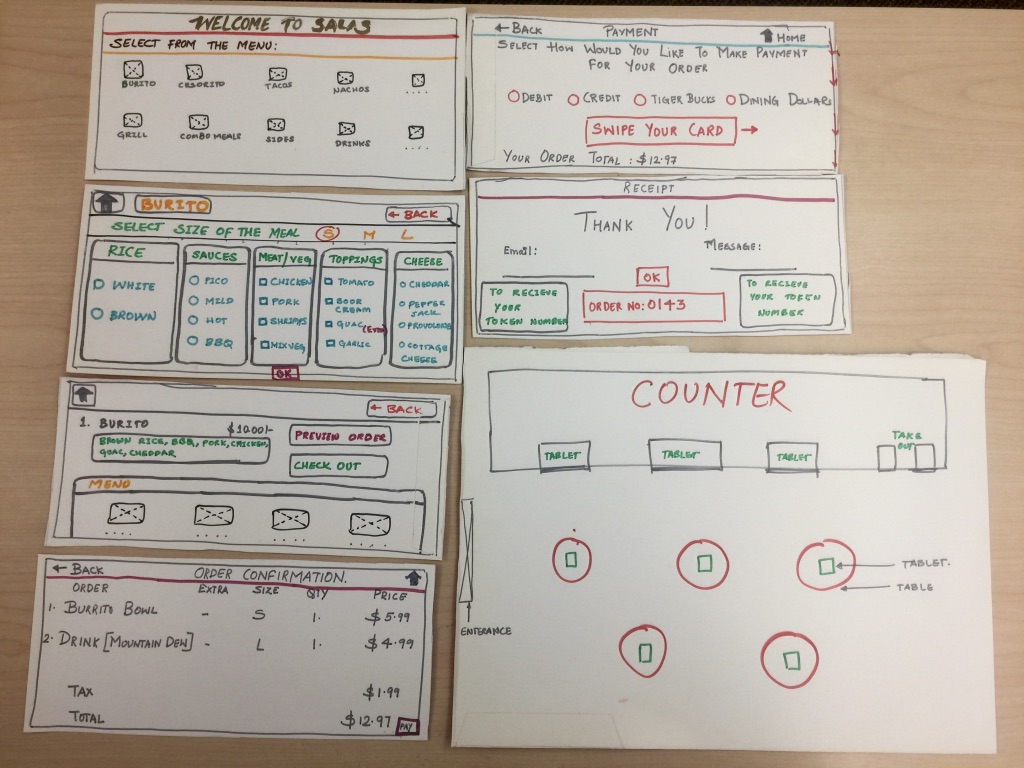 WELCOME TO SALAS
SELECT FROM THE MENU:
BURITO
TACOS
NACHOS
....
GRILL
COMBO MEALS
SIDES
DRINKS
....
BURITO
← BACK
SELECT SIZE OF THE MEAL S M L
RICE
WHITE
BROWN
SAUCES
PICO
MILD
HOT
BBQ
MEAT/VEG
CHICKEN
PORK
SHRIMPS
MIXVEG
TOPPINGS
TOMATO
SOUR
CREAM
GUAC (Extra)
GARLIC
CHEESE
CHEDDAR
PEPPER
JACK
PROVOLONE
COTTAGE
CHEESE
OK
← BACK
1. BURITO $10.00/-
BROWN RICE, BBQ, PORK, CHICKEN,
GUAC, CHEDDAR
PREVIEW ORDER
CHECK OUT
MENU
.... .... .... ....
← BACK ORDER CONFIRMATION.
ORDER EXTRA SIZE QTY PRICE
1. BURRITO BOWL - S 1. $5.99
2. DRINK [MOUNTAIN DEW] - L 1. $4.99
TAX $1.99
TOTAL $12.97 PAY
← BACK PAYMENT HOME
SELECT HOW WOULD YOU LIKE TO MAKE PAYMENT
FOR YOUR ORDER
DEBIT CREDIT TIGER BUCKS DINING DOLLARS
SWIPE YOUR CARD →
YOUR ORDER TOTAL : $12.97
RECEIPT
THANK YOU!
Email:
MESSAGE:
OK
TO RECIEVE
YOUR
TOKEN NUMBER
ORDER NO: 0143
TO RECIEVE
YOUR TOKEN
NUMBER
COUNTER
TABLET
TABLET
TABLET
TAKE
OUT
TABLET.
TABLE
ENTERANCE